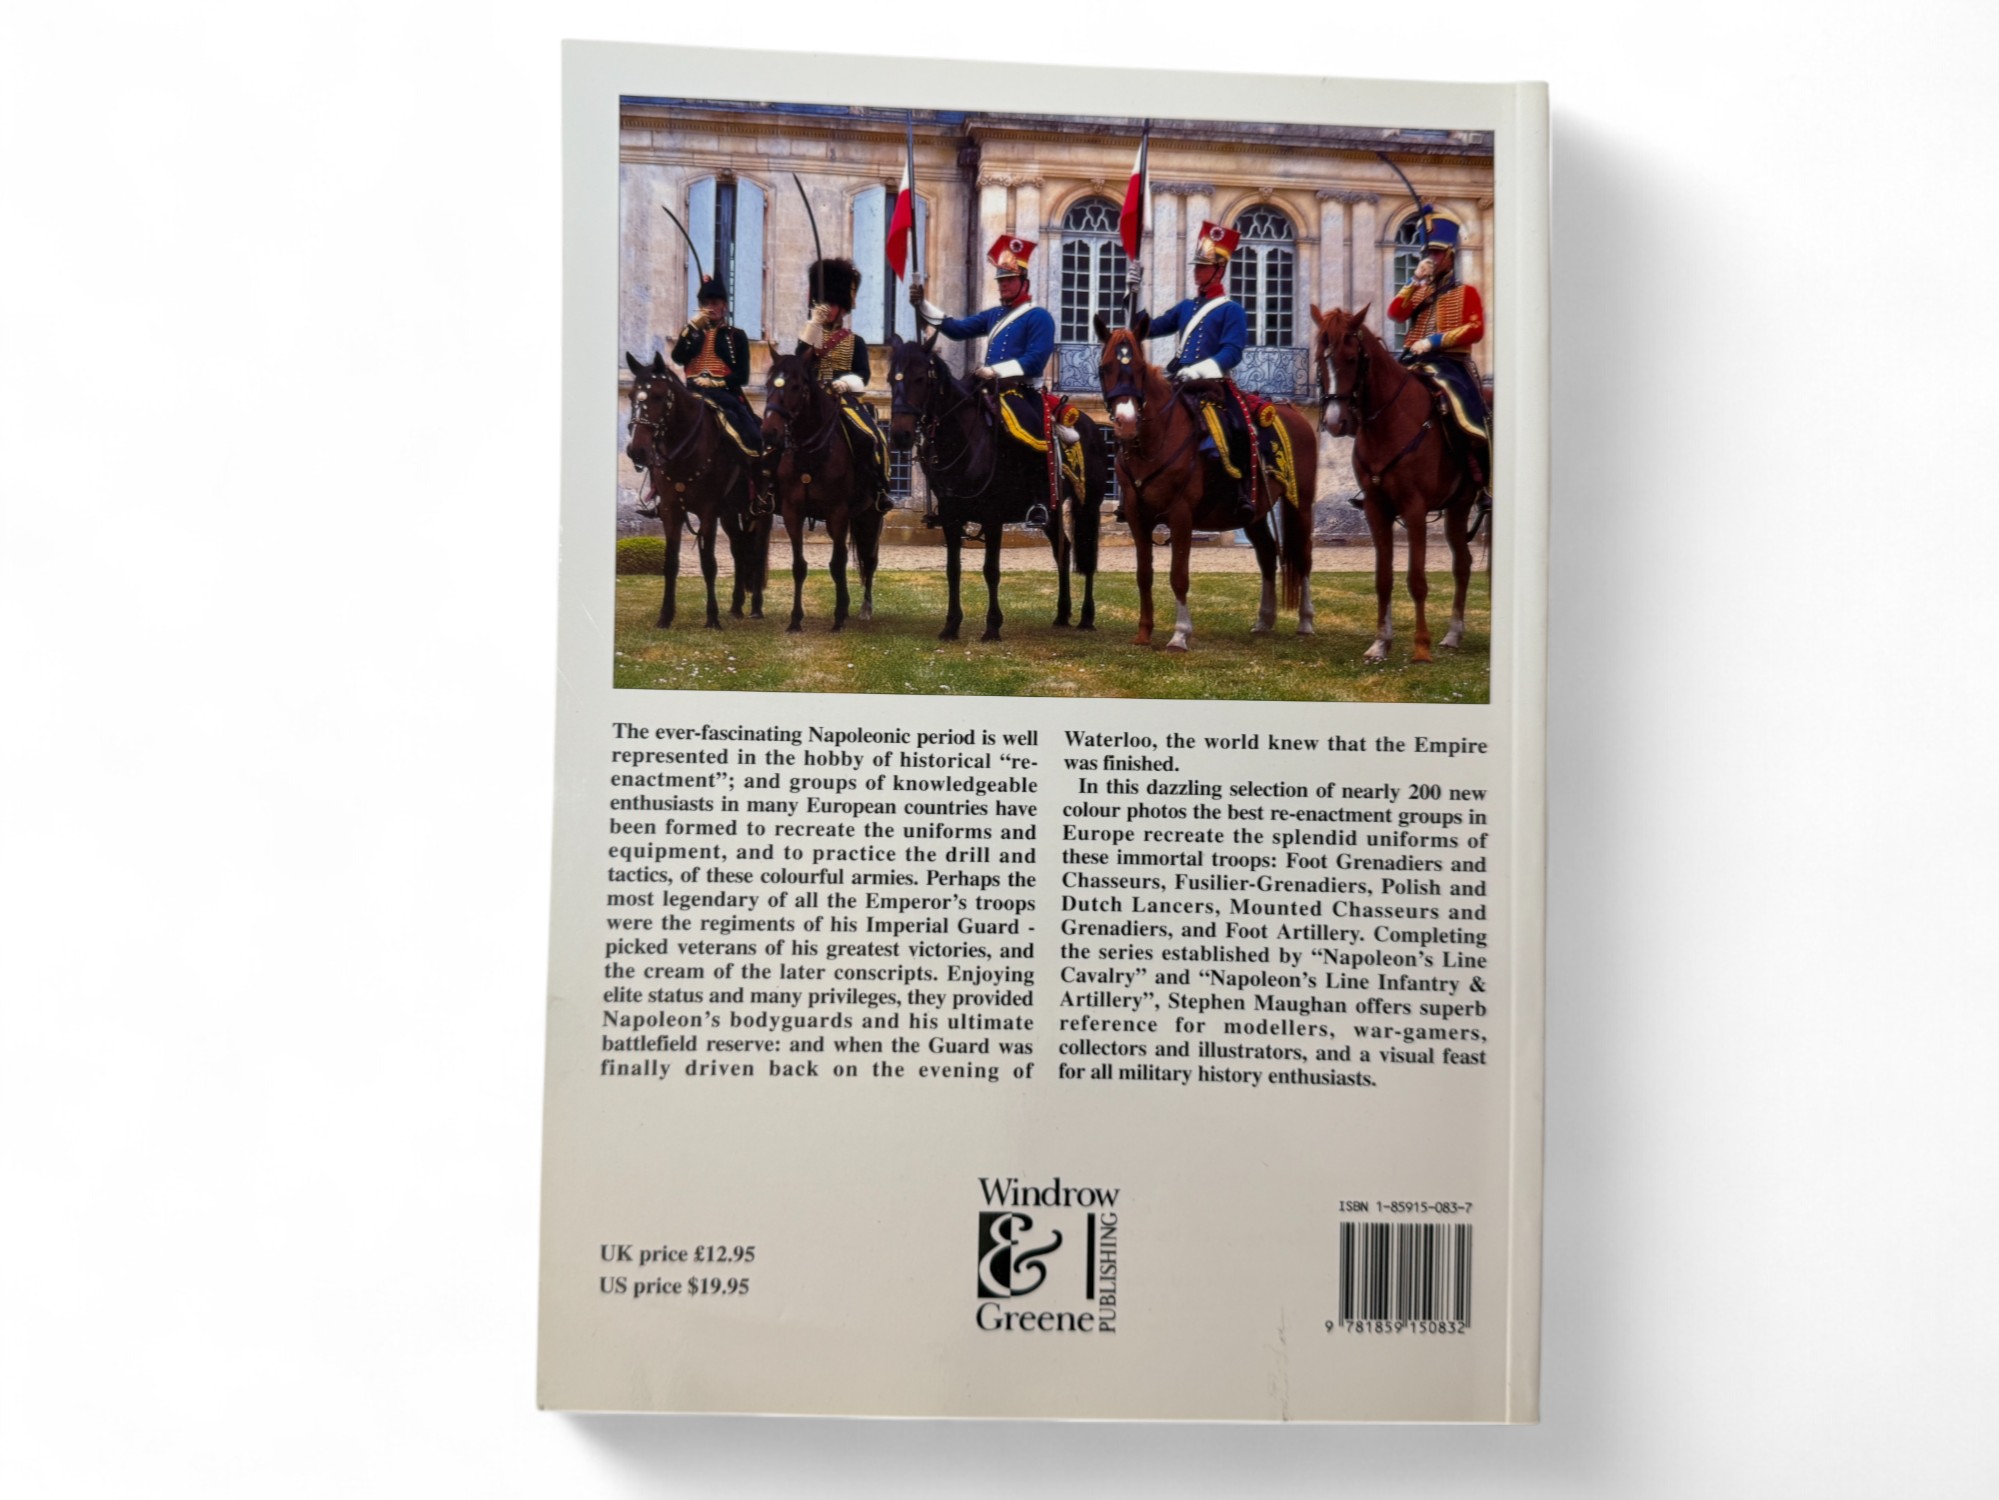 The ever-fascinating Napoleonic period is well
represented in the hobby of historical “re-
enactment”; and groups of knowledgeable
enthusiasts in many European countries have
been formed to recreate the uniforms and
equipment, and to practice the drill and
tactics, of these colourful armies. Perhaps the
most legendary of all the Emperor’s troops
were the regiments of his Imperial Guard -
picked veterans of his greatest victories, and
the cream of the later conscripts. Enjoying
elite status and many privileges, they provided
Napoleon’s bodyguards and his ultimate
battlefield reserve: and when the Guard was
finally driven back on the evening of
Waterloo, the world knew that the Empire
was finished.
In this dazzling selection of nearly 200 new
colour photos the best re-enactment groups in
Europe recreate the splendid uniforms of
these immortal troops: Foot Grenadiers and
Chasseurs, Fusilier-Grenadiers, Polish and
Dutch Lancers, Mounted Chasseurs and
Grenadiers, and Foot Artillery. Completing
the series established by “Napoleon’s Line
Cavalry” and “Napoleon’s Line Infantry &
Artillery”, Stephen Maughan offers superb
reference for modellers, war-gamers,
collectors and illustrators, and a visual feast
for all military history enthusiasts.
UK price £12.95
US price $19.95
Windrow
&
Greene
PUBLISHING
ISBN 1-85915-083-7
9 781859 150832